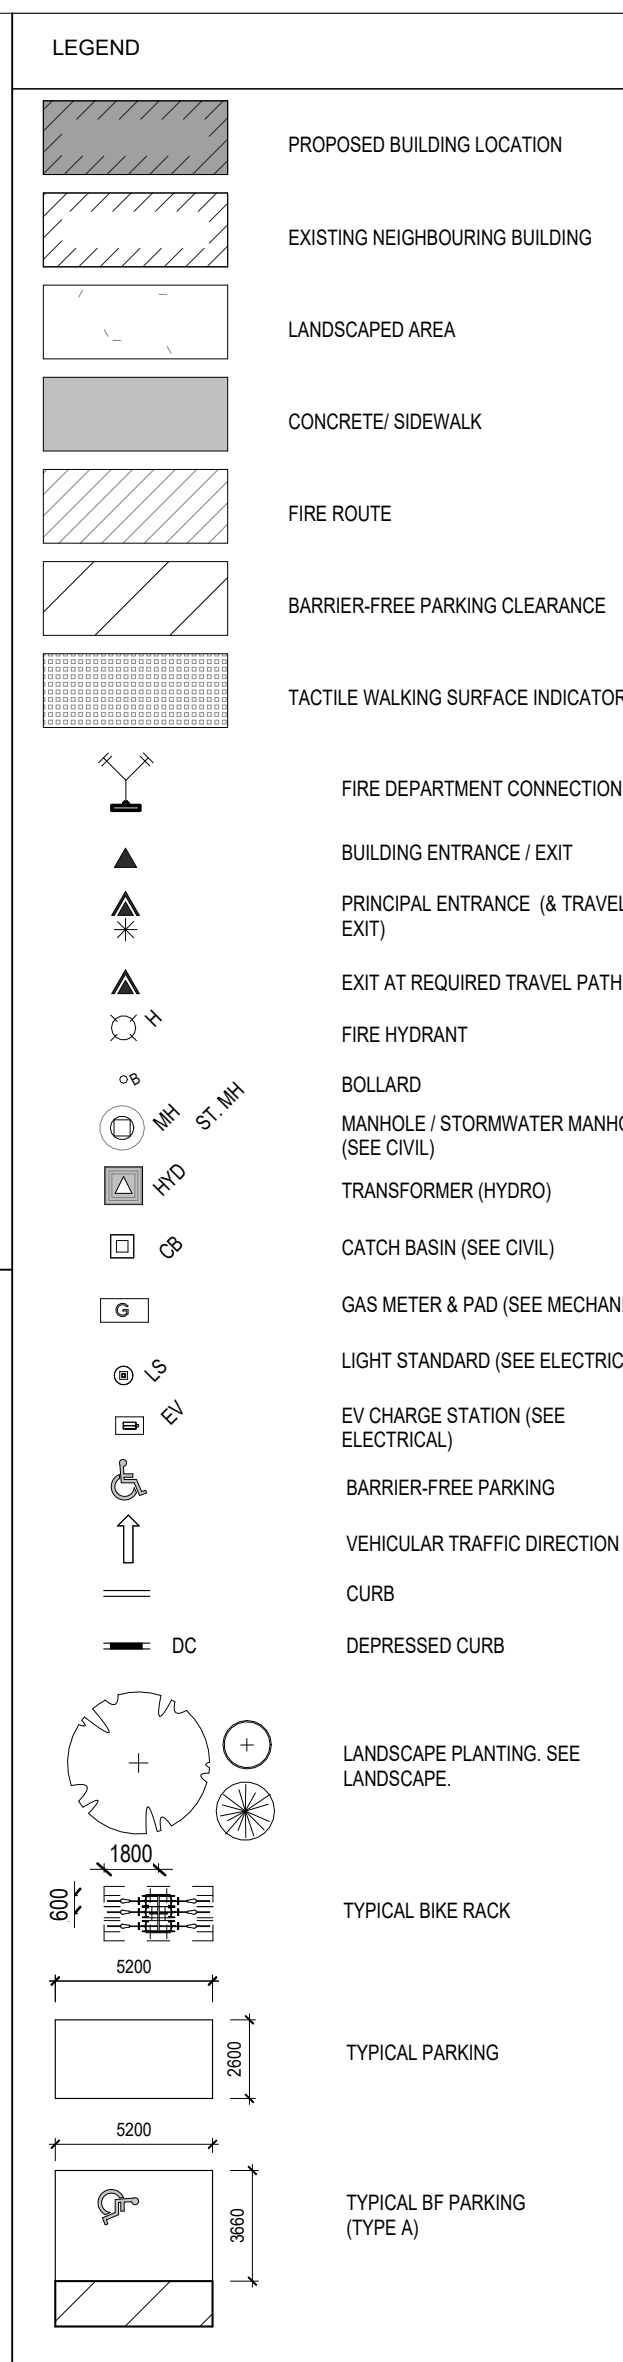 LEGEND
PROPOSED BUILDING LOCATION
EXISTING NEIGHBOURING BUILDING
LANDSCAPED AREA
CONCRETE/ SIDEWALK
FIRE ROUTE
BARRIER-FREE PARKING CLEARANCE
TACTILE WALKING SURFACE INDICATOR
FIRE DEPARTMENT CONNECTION
BUILDING ENTRANCE / EXIT
PRINCIPAL ENTRANCE (& TRAVEL
EXIT)
EXIT AT REQUIRED TRAVEL PATH
H
FIRE HYDRANT
B
BOLLARD
MH ST. MH
MANHOLE / STORMWATER
(SEE CIVIL)
HYD
TRANSFORMER (HYDRO)
CB
CATCH BASIN (SEE CIVIL)
G
GAS METER & PAD (SEE
LS
LIGHT STANDARD (SEE
EV
EV CHARGE STATION (SEE
ELECTRICAL)
BARRIER-FREE PARKING
VEHICULAR TRAFFIC DIRECTION
CURB
DC
DEPRESSED CURB
LANDSCAPE PLANTING. SEE
LANDSCAPE.
1800
600
TYPICAL BIKE RACK
5200
2600
TYPICAL PARKING
5200
3660
TYPICAL BF PARKING
(TYPE A)